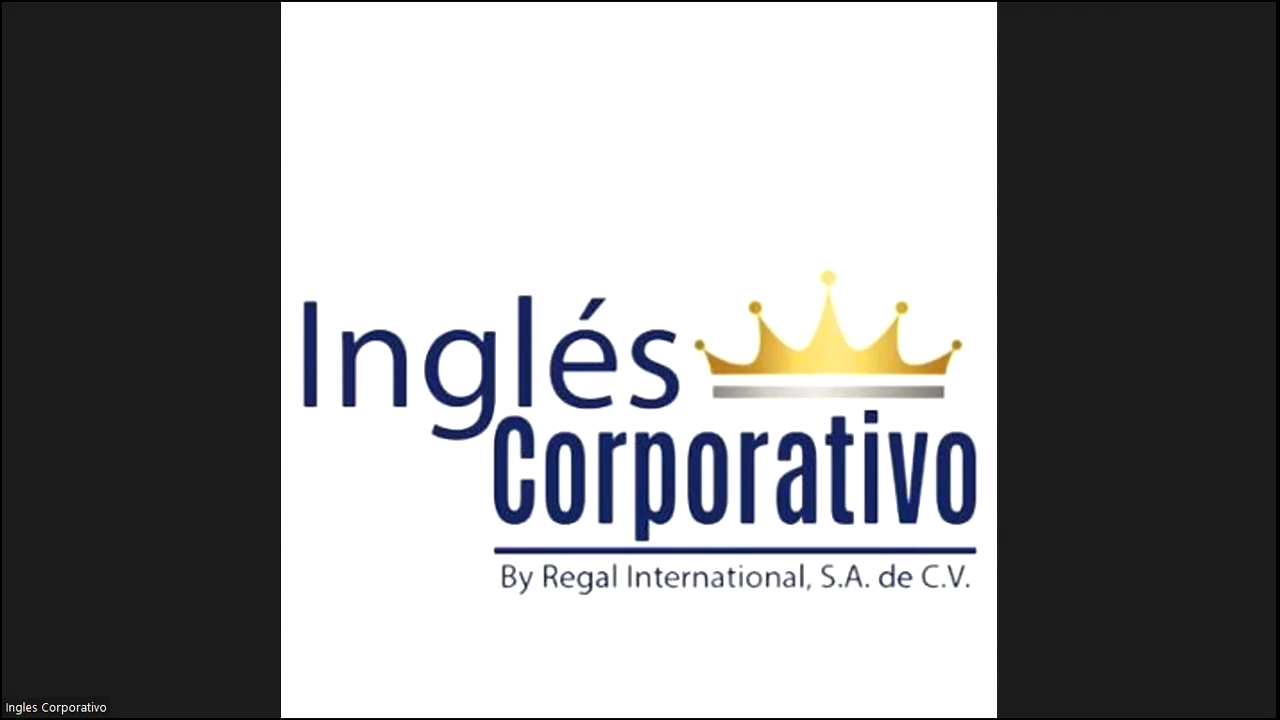 Inglés
Corporativo
By Regal International, S.A. de C.V.
Ingles Corporativo